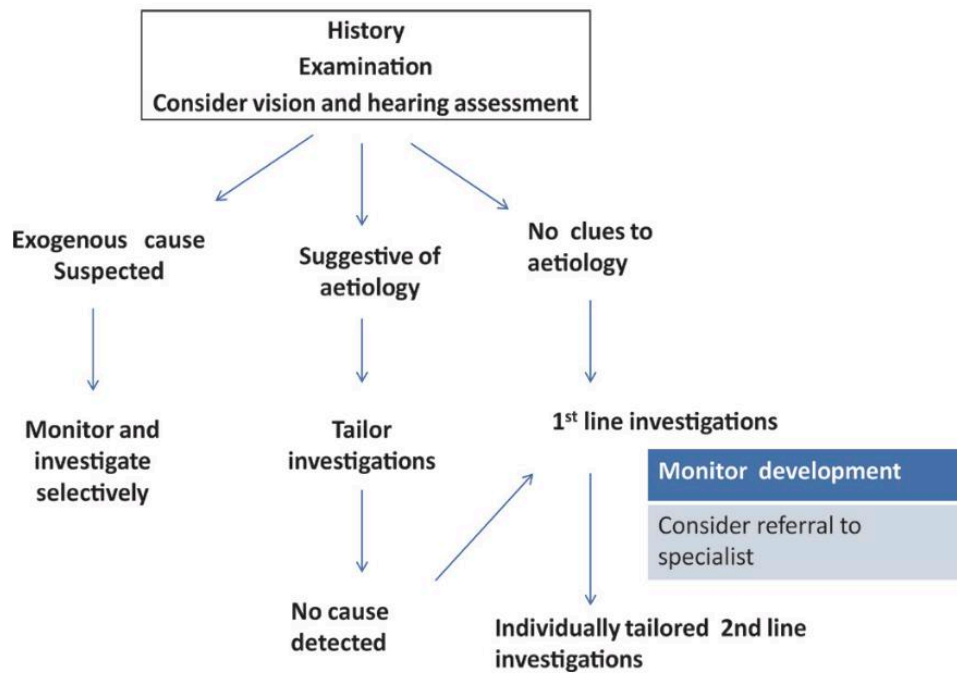 History
Examination
Consider vision and hearing assessment
Exogenous cause
Suspected
Suggestive of
aetiology
No clues to
aetiology
Monitor and
investigate
selectively
Tailor
investigations
1st line investigations
Monitor development
Consider referral to
specialist
No cause
detected
Individually tailored 2nd line
investigations